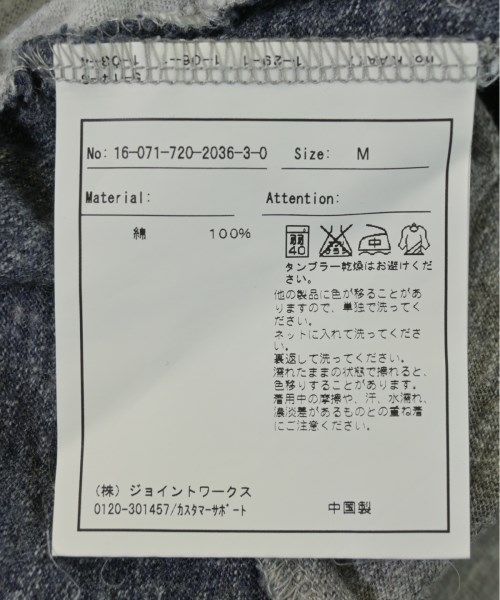 No: 16-071-720-2036-3-0 Size: M
Material: Attention:
綿 100%
40
中
タンブラー乾燥はお避けくだ
さい。
他の製品に色が移ることがあ
りますので、単独で洗ってく
ださい。
ネットに入れて洗ってくださ
い。
裏返して洗ってください。
濡れたままの状態で擦れると、
色移りすることがあります。
着用中の摩擦や、汗、水濡れ、
濃淡差があるものとの重ね着
にご注意ください。
(株) ジョイントワークス
0120-301457/カスタマーサポート
中国製